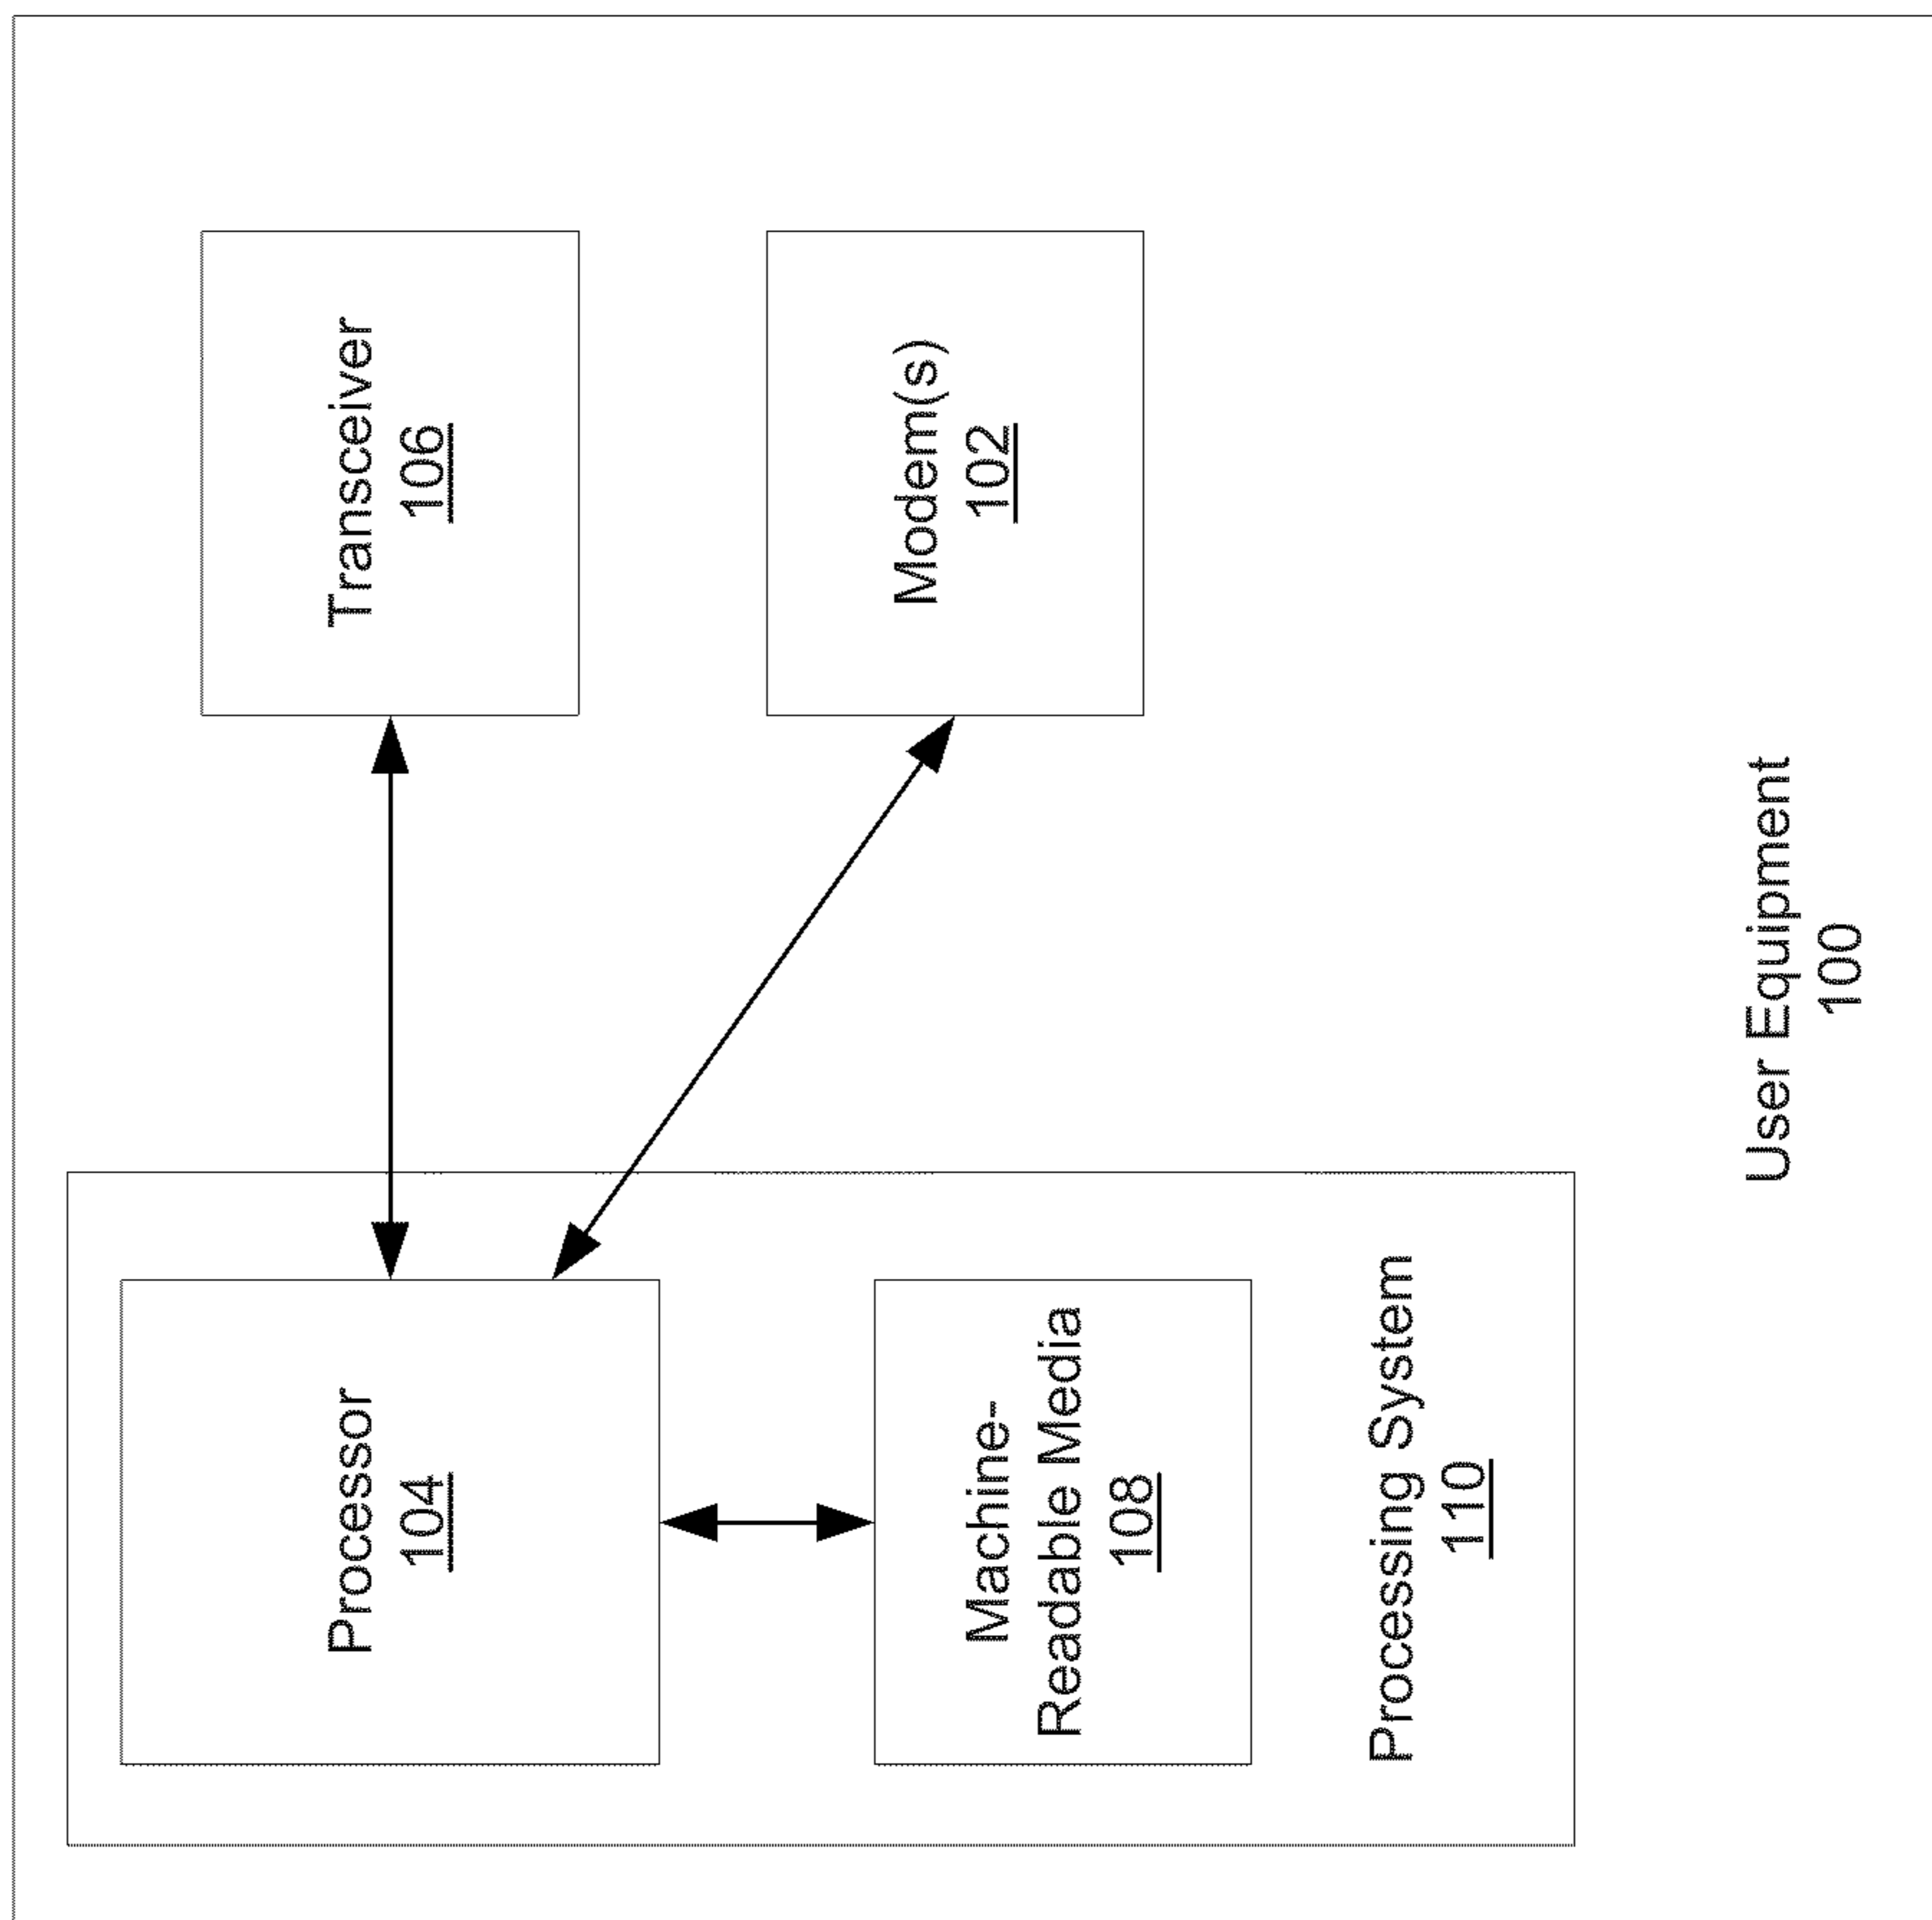 Processor
104
Transceiver
106
Machine-
Readable Media
108
Modem(s)
102
Processing System
110
User Equipment
100